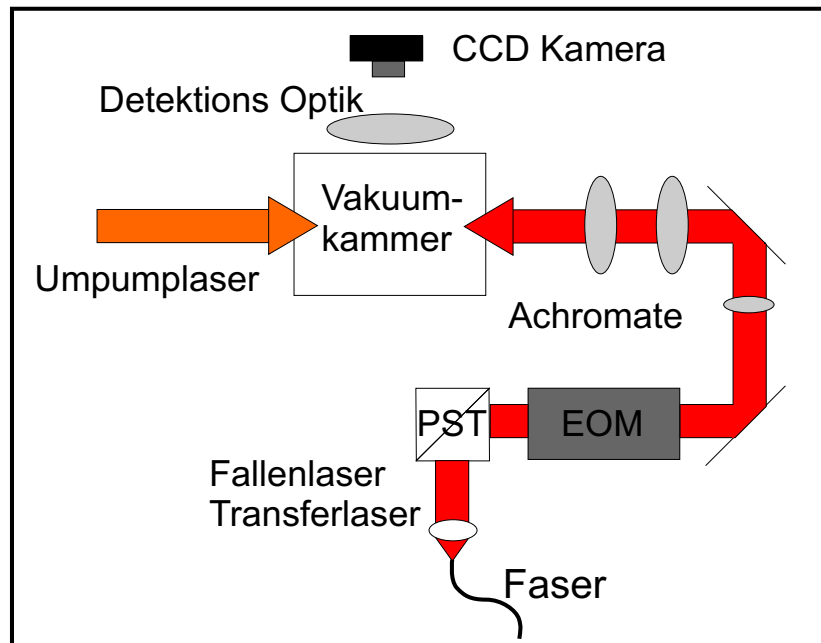 CCD Kamera
Detektions Optik
Vakuum-
kammer
Umpumplaser
Achromate
PST
EOM
Fallenlaser
Transferlaser
Faser